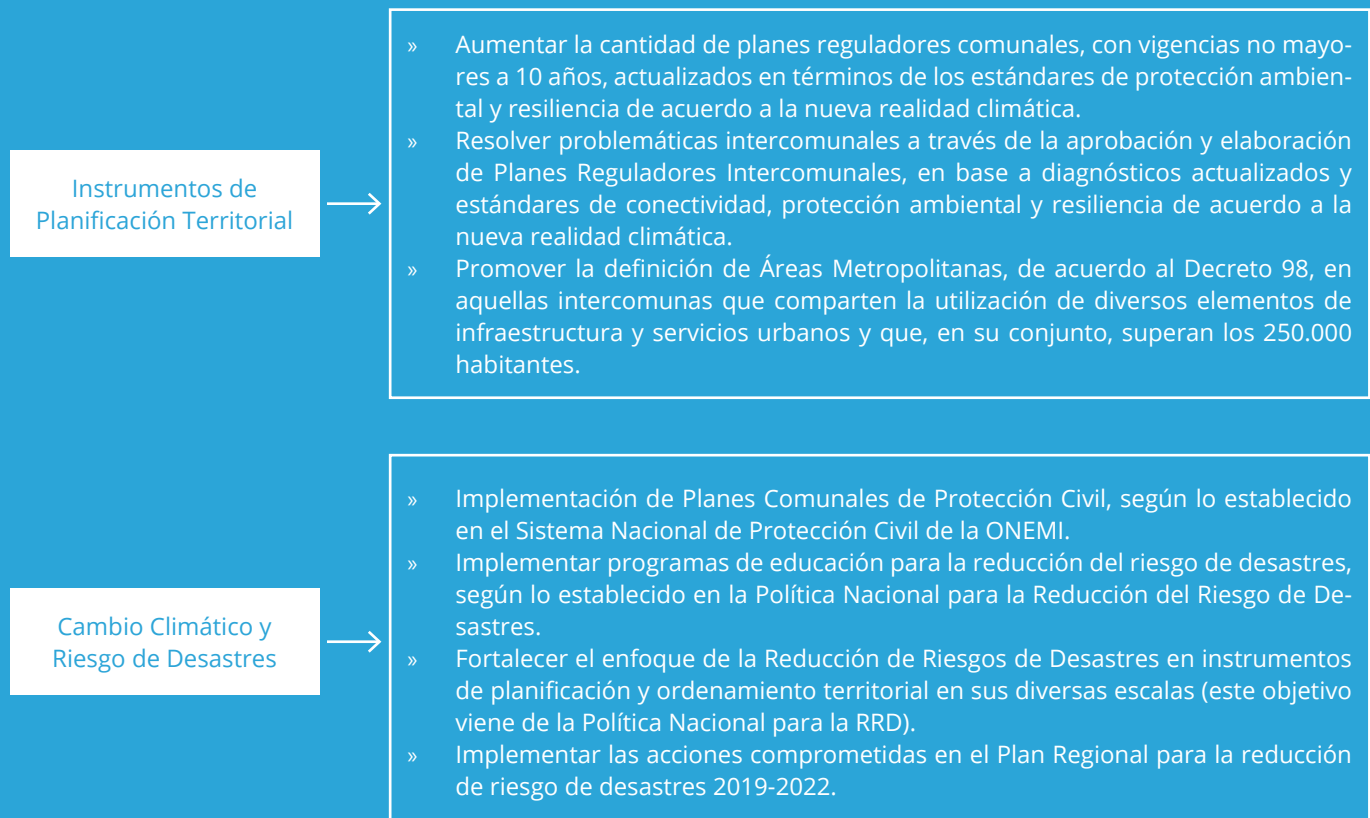 » Aumentar la cantidad de planes reguladores comunales, con vigencias no mayo-
res a 10 años, actualizados en términos de los estándares de protección ambien-
tal y resiliencia de acuerdo a la nueva realidad climática.
» Resolver problemáticas intercomunales a través de la aprobación y elaboración
de Planes Reguladores Intercomunales, en base a diagnósticos actualizados y
estándares de conectividad, protección ambiental y resiliencia de acuerdo a la
nueva realidad climática.
» Promover la definición de Áreas Metropolitanas, de acuerdo al Decreto 98, en
aquellas intercomunas que comparten la utilización de diversos elementos de
infraestructura y servicios urbanos y que, en su conjunto, superan los 250.000
habitantes.
Instrumentos de
Planificación Territorial
» Implementación de Planes Comunales de Protección Civil, según lo establecido
en el Sistema Nacional de Protección Civil de la ONEMI.
» Implementar programas de educación para la reducción del riesgo de desastres,
según lo establecido en la Política Nacional para la Reducción del Riesgo de De-
sastres.
» Fortalecer el enfoque de la Reducción de Riesgos de Desastres en instrumentos
de planificación y ordenamiento territorial en sus diversas escalas (este objetivo
viene de la Política Nacional para la RRD).
» Implementar las acciones comprometidas en el Plan Regional para la reducción
de riesgo de desastres 2019-2022.
Cambio Climático y
Riesgo de Desastres